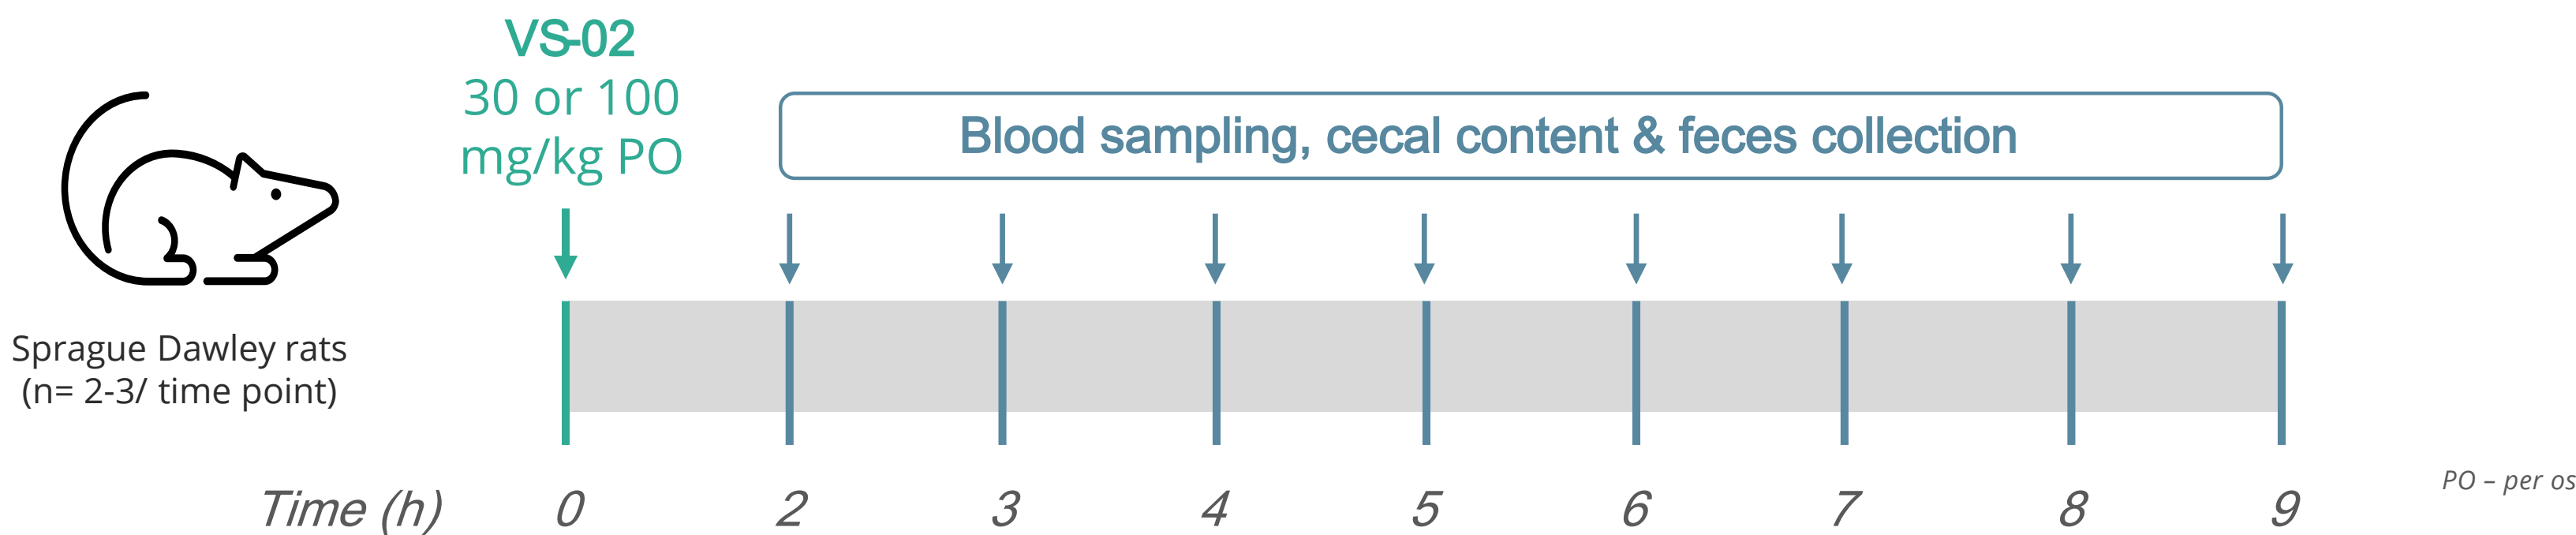 VS-02
30 or 100
mg/kg PO
Blood sampling, cecal content & feces collection
Sprague Dawley rats
(n= 2-3/ time point)
PO – per os
Time (h) 0 2 3 4 5 6 7 8 9